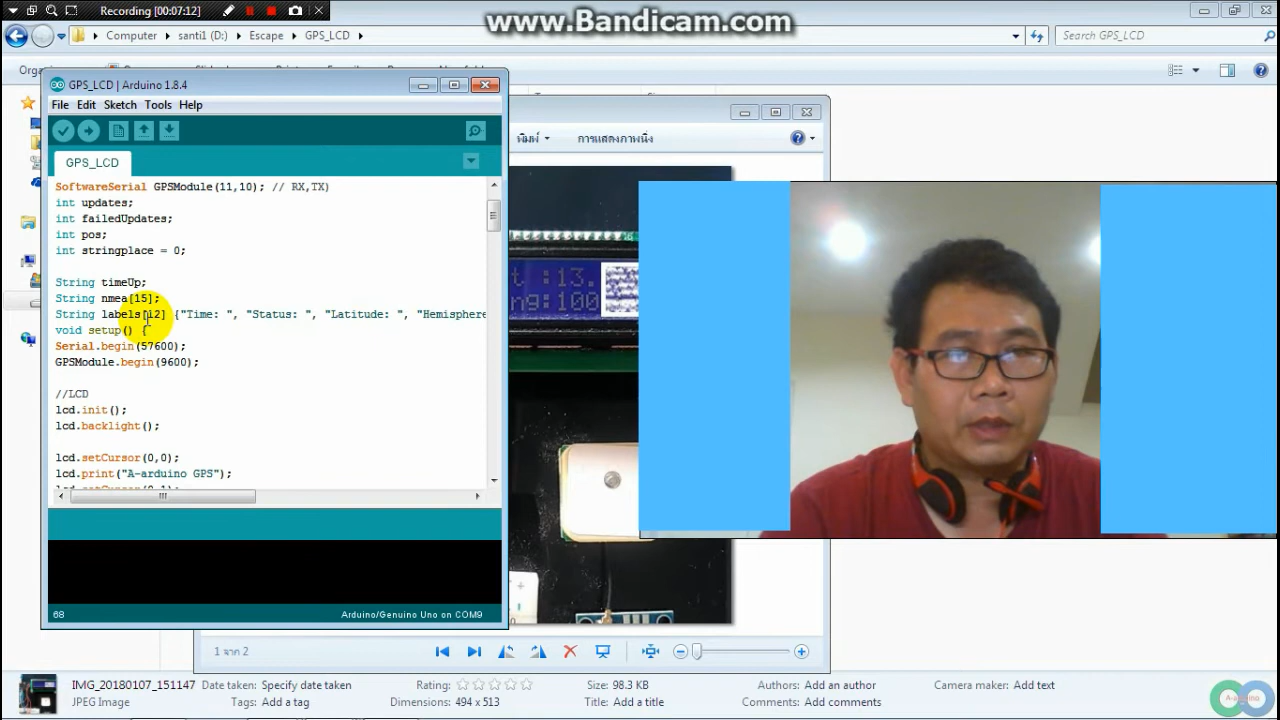 Recording [00:07:12]
www.Bandicam.com
Computer
santi1 (D:)
Escape
GPS_LCD
Search GPS_LCD
GPS_LCD | Arduino 1.8.4
File Edit Sketch Tools Help
พิมพ์
การแสดงภาพนิ่ง
GPS_LCD
SoftwareSerial GPSModule(11,10); // RX,TX)
int updates;
int failedUpdates;
int pos;
int stringplace = 0;
String timeUp;
String nmea[15];
String labels[12] {"Time: ", "Status: ", "Latitude: ", "Hemisphere
void setup() {
Serial.begin(57600);
GPSModule.begin(9600);
//LCD
lcd.init();
lcd.backlight();
lcd.setCursor(0,0);
lcd.print("A-arduino GPS");
t :13.
ng:100
68
Arduino/Genuino Uno on COM9
1 จาก 2
IMG_20180107_151147
Date taken: Specify date taken
Rating:
Size: 98.3 KB
Authors: Add an author
Camera maker: Add text
JPEG Image
Tags: Add a tag
Dimensions: 494 x 513
Title: Add a title
Comments: Add comments